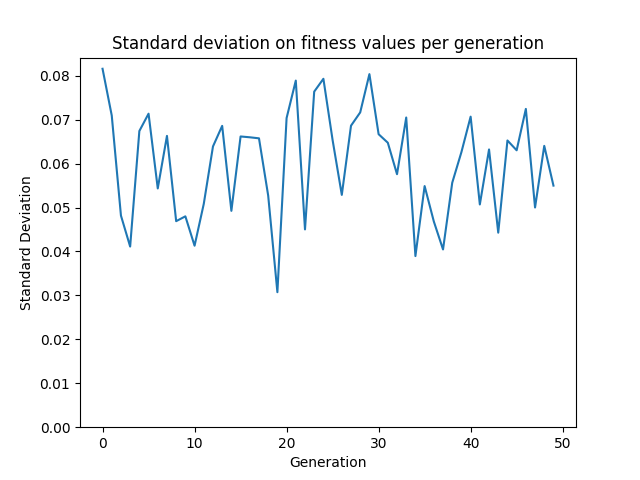 Standard deviation on fitness values per generation
0.08
0.07
0.06
0.05
0.04
0.03
0.02
0.01
0.00
Standard Deviation
0 10 20 30 40 50
Generation